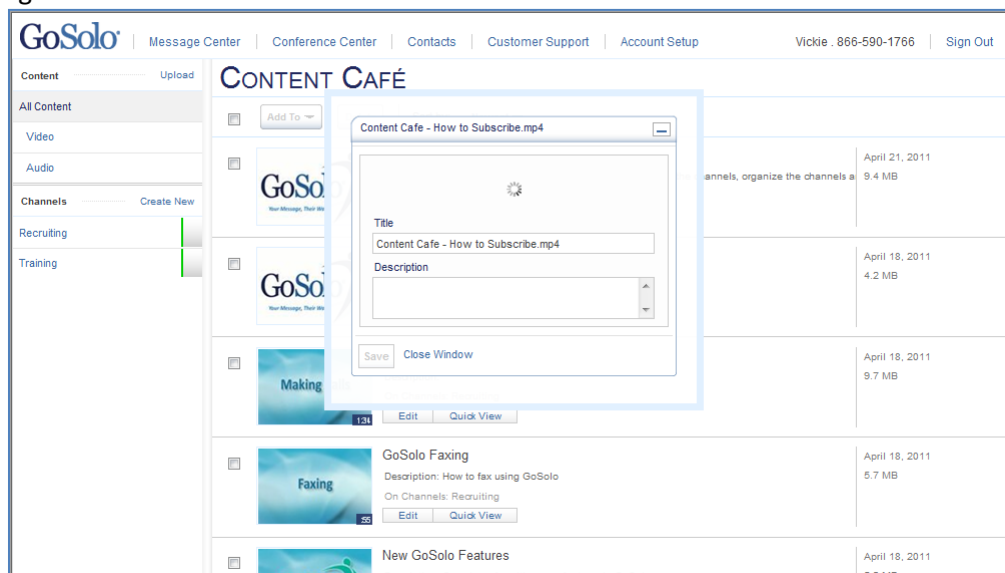 GoSolo
Message Center
Conference Center
Contacts
Customer Support
Account Setup
Vickie . 866-590-1766
Sign Out
Content
Upload
All Content
Video
Audio
Channels
Create New
Recruiting
Training
CONTENT CAFÉ
Add To
Content Cafe - How to Subscribe.mp4
Title
Content Cafe - How to Subscribe.mp4
Description
Save
Close Window
GoSo
annels, organize the channels a
April 21, 2011
9.4 MB
GoSo
April 18, 2011
4.2 MB
Making
1:34
Edit
Quick View
April 18, 2011
9.7 MB
Faxing
:55
GoSolo Faxing
Description: How to fax using GoSolo
On Channels: Recruiting
Edit
Quick View
April 18, 2011
5.7 MB
New GoSolo Features
April 18, 2011